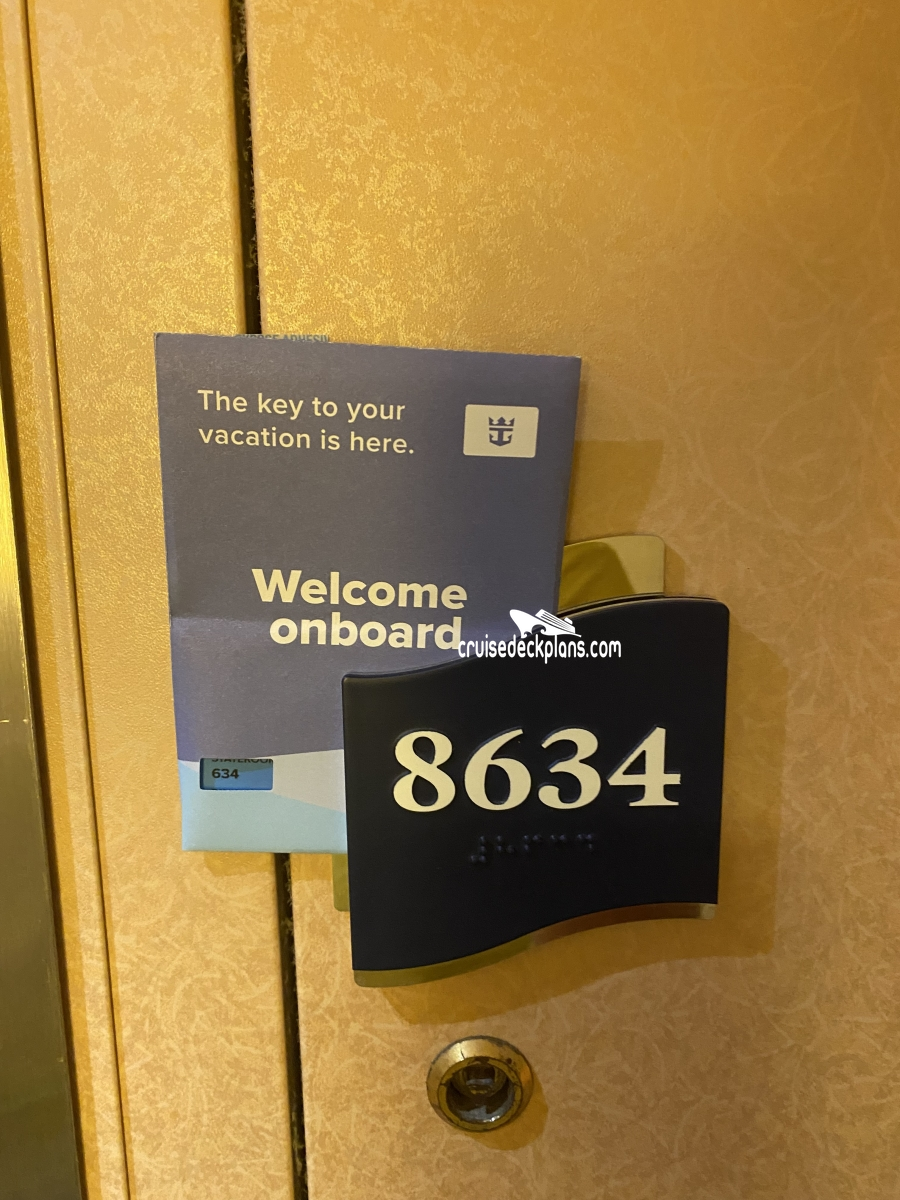 The key to your
vacation is here.
Welcome
onboard
cruisedeckplans.com
8634
634